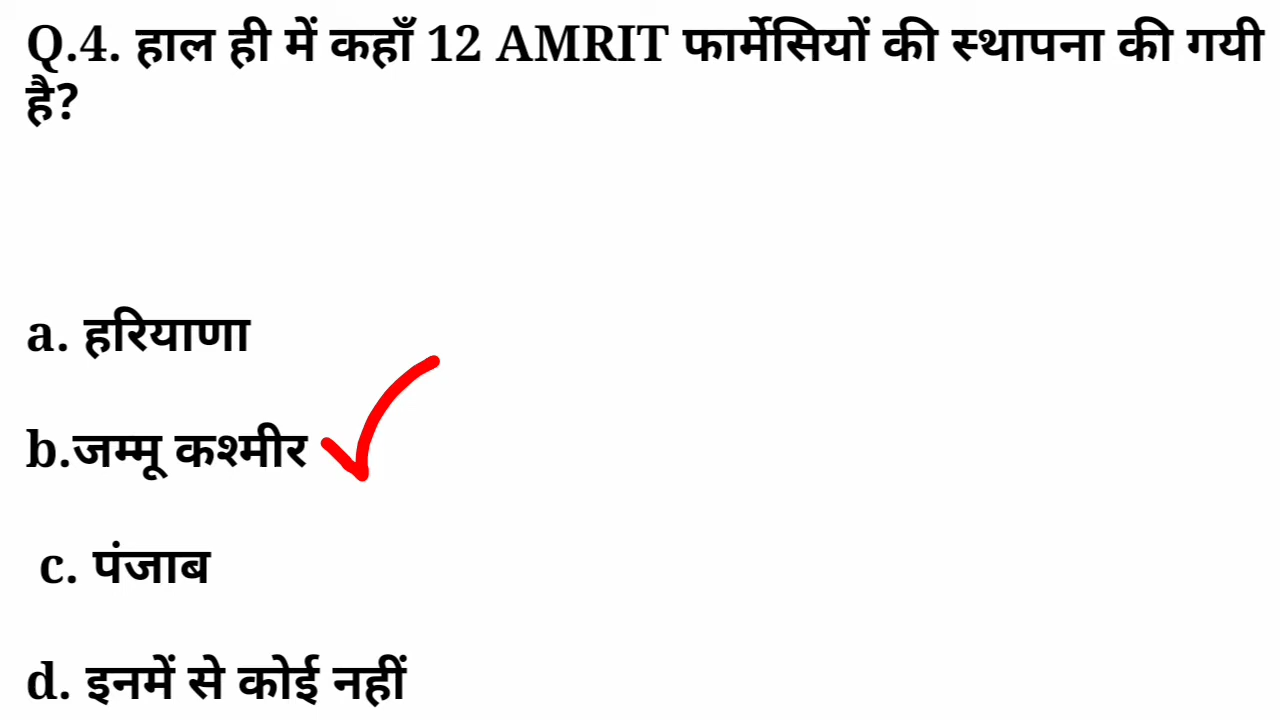 Q.4. हाल ही में कहाँ 12 AMRIT फार्मेसियों की स्थापना की गयी
है?
a. हरियाणा
b.जम्मू कश्मीर
c. पंजाब
d. इनमें से कोई नहीं